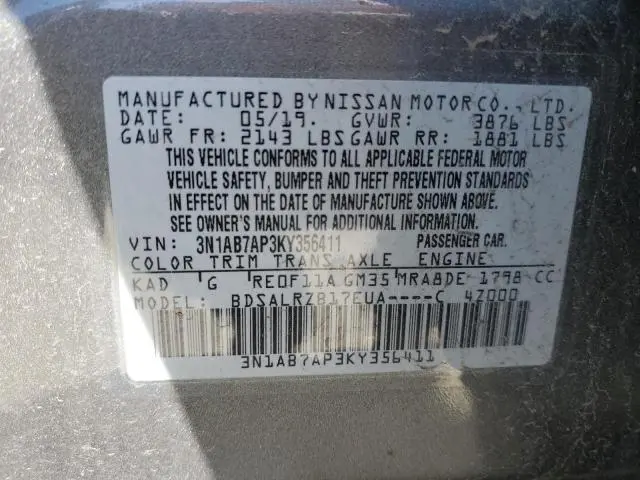 MANUFACTURED BY NISSAN MOTOR CO., LTD.
DATE: 05/19. GVWR: 3876 LBS
GAWR FR: 2143 LBS GAWR RR: 1881 LBS
THIS VEHICLE CONFORMS TO ALL APPLICABLE FEDERAL MOTOR
VEHICLE SAFETY, BUMPER AND THEFT PREVENTION STANDARDS
IN EFFECT ON THE DATE OF MANUFACTURE SHOWN ABOVE.
SEE OWNER'S MANUAL FOR ADDITIONAL INFORMATION.
VIN: 3N1AB7AP3KY356411 PASSENGER CAR.
COLOR TRIM TRANS AXLE ENGINE
KAD G RE0F11A GM35 MRA8DE 1798 CC
MODEL: BDSALRZB17EUA----C 4Z000
3N1AB7AP3KY356411